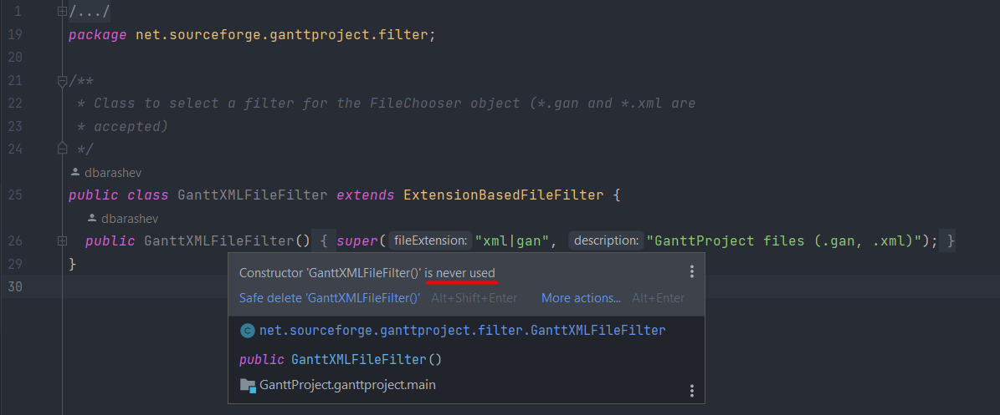 1 /.../
19 package net.sourceforge.ganttproject.filter;
20
21 /**
22 * Class to select a filter for the FileChooser object (*.gan and *.xml are
23 * accepted)
24 */
dbarashev
25 public class GanttXMLFileFilter extends ExtensionBasedFileFilter {
dbarashev
26 public GanttXMLFileFilter() { super( fileExtension: "xml|gan", description: "GanttProject files (.gan, .xml)"); }
29 }
30
Constructor 'GanttXMLFileFilter()' is never used
Safe delete 'GanttXMLFileFilter()' Alt+Shift+Enter More actions... Alt+Enter
C net.sourceforge.ganttproject.filter.GanttXMLFileFilter
public GanttXMLFileFilter()
GanttProject.ganttproject.main